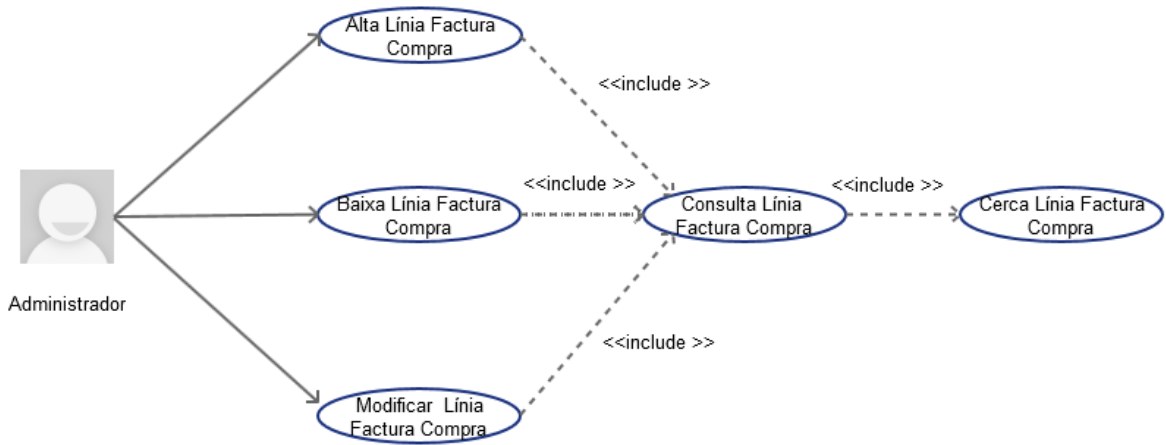 Alta Línia Factura
Compra
<<include >>
<<include >>
<<include >>
Baixa Línia Factura
Compra
Consulta Línia
Factura Compra
Cerca Línia Factura
Compra
Administrador
<<include >>
Modificar Línia
Factura Compra